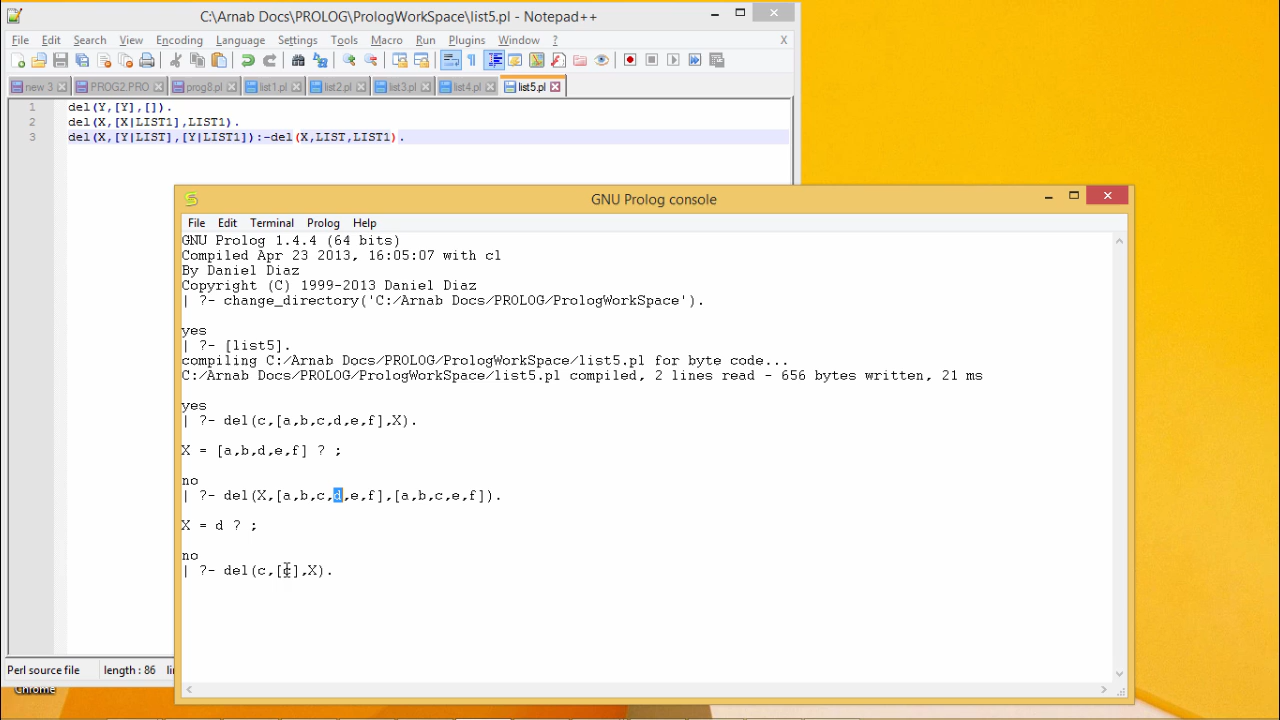 C:\Arnab Docs\PROLOG\PrologWorkSpace\list5.pl - Notepad++
File Edit Search View Encoding Language Settings Tools Macro Run Plugins Window ? X
new 3 PROG2.PRO prog8.pl list1.pl list2.pl list3.pl list4.pl list5.pl
1 del(Y,[Y],[]).
2 del(X,[X|LIST1],LIST1).
3 del(X,[Y|LIST],[Y|LIST1]):-del(X,LIST,LIST1).
GNU Prolog console
File Edit Terminal Prolog Help
GNU Prolog 1.4.4 (64 bits)
Compiled Apr 23 2013, 16:05:07 with cl
By Daniel Diaz
Copyright (C) 1999-2013 Daniel Diaz
| ?- change_directory('C:/Arnab Docs/PROLOG/PrologWorkSpace').
yes
| ?- [list5].
compiling C:/Arnab Docs/PROLOG/PrologWorkSpace/list5.pl for byte code...
C:/Arnab Docs/PROLOG/PrologWorkSpace/list5.pl compiled, 2 lines read - 656 bytes written, 21 ms
yes
| ?- del(c,[a,b,c,d,e,f],X).
X = [a,b,d,e,f] ? ;
no
| ?- del(X,[a,b,c,d,e,f],[a,b,c,e,f]).
X = d ? ;
no
| ?- del(c,[c],X).
Perl source file length : 86
Chrome